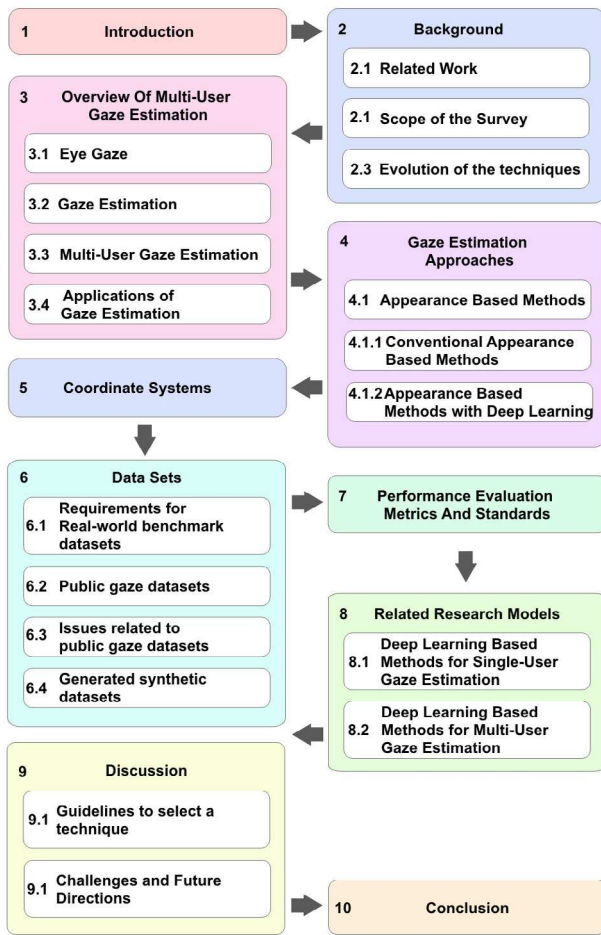 1 Introduction
2 Background
2.1 Related Work
2.1 Scope of the Survey
2.3 Evolution of the techniques
3 Overview Of Multi-User
Gaze Estimation
3.1 Eye Gaze
3.2 Gaze Estimation
3.3 Multi-User Gaze Estimation
3.4 Applications of
Gaze Estimation
4 Gaze Estimation
Approaches
4.1 Appearance Based Methods
4.1.1 Conventional Appearance
Based Methods
4.1.2 Appearance Based
Methods with Deep Learning
5 Coordinate Systems
6 Data Sets
6.1 Requirements for
Real-world benchmark
datasets
6.2 Public gaze datasets
6.3 Issues related to
public gaze datasets
6.4 Generated synthetic
datasets
7 Performance Evaluation
Metrics And Standards
8 Related Research Models
8.1 Deep Learning Based
Methods for Single-User
Gaze Estimation
8.2 Deep Learning Based
Methods for Multi-User
Gaze Estimation
9 Discussion
9.1 Guidelines to select a
technique
9.1 Challenges and Future
Directions
10 Conclusion